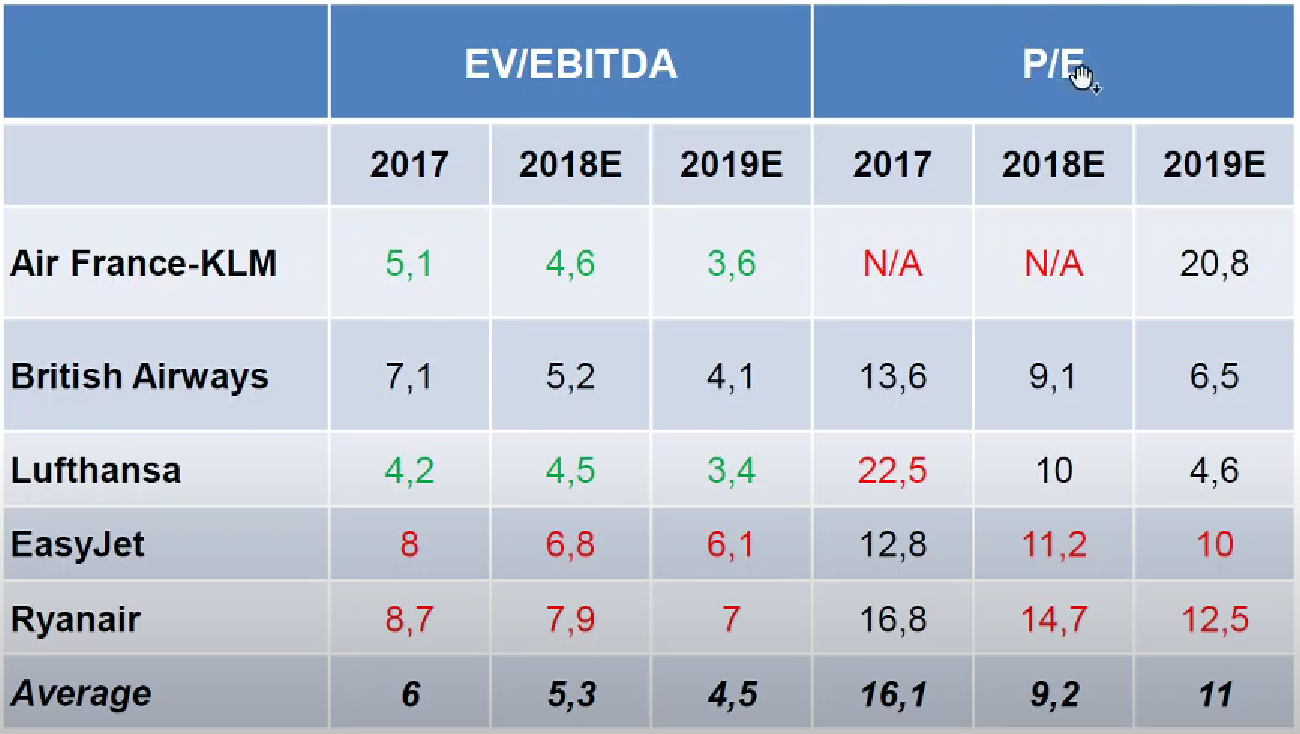 EV/EBITDA P/E
2017 2018E 2019E 2017 2018E 2019E
Air France-KLM 5,1 4,6 3,6 N/A N/A 20,8
British Airways 7,1 5,2 4,1 13,6 9,1 6,5
Lufthansa 4,2 4,5 3,4 22,5 10 4,6
EasyJet 8 6,8 6,1 12,8 11,2 10
Ryanair 8,7 7,9 7 16,8 14,7 12,5
Average 6 5,3 4,5 16,1 9,2 11